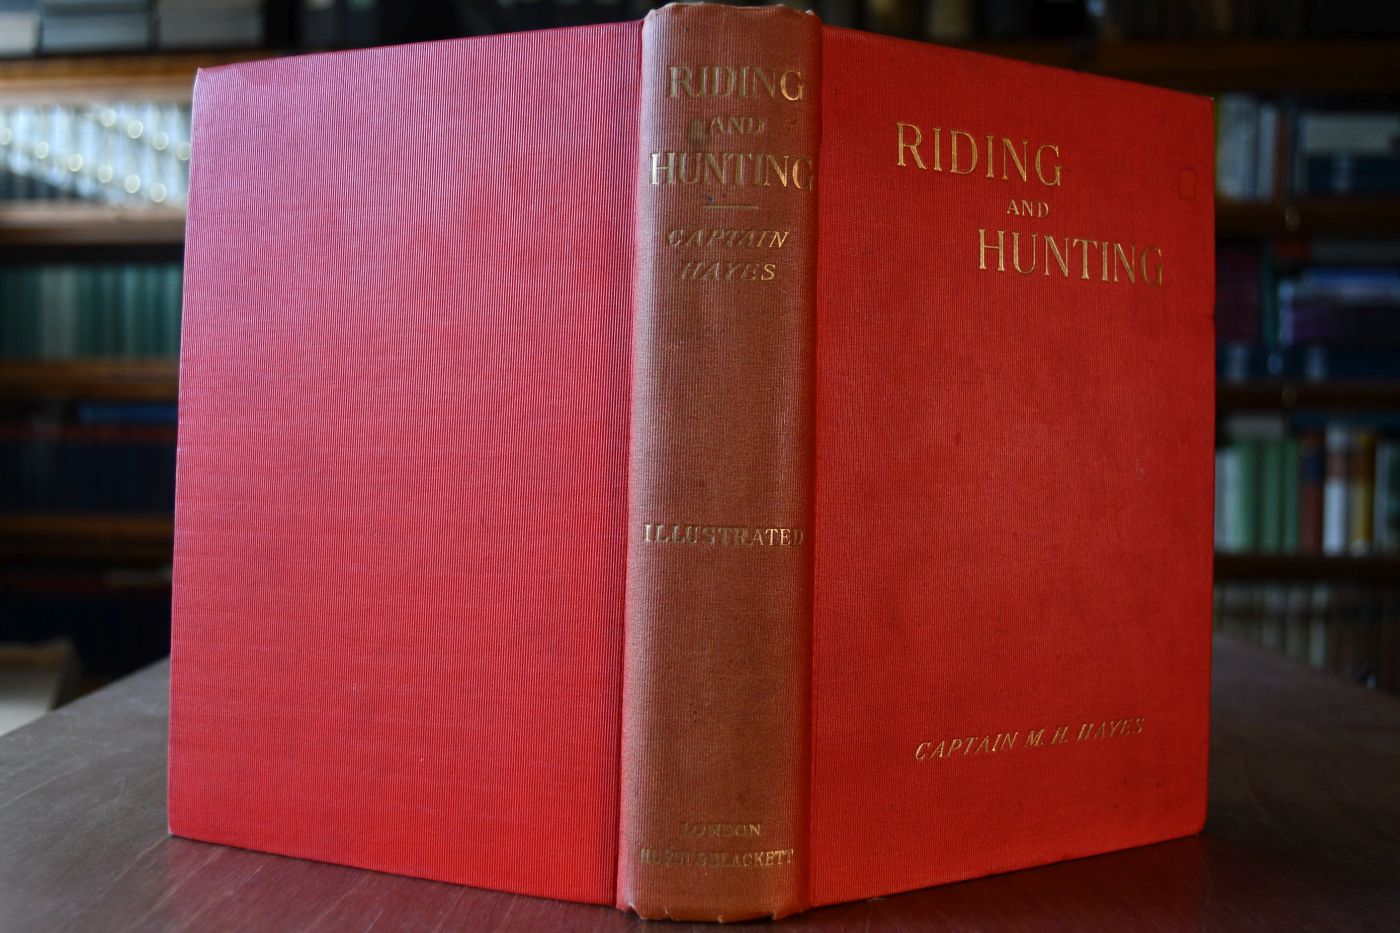 RIDING
AND
HUNTING
CAPTAIN
HAYES
ILLUSTRATED
LONDON
HURST & BLACKETT
RIDING
AND
HUNTING
CAPTAIN M. H. HAYES